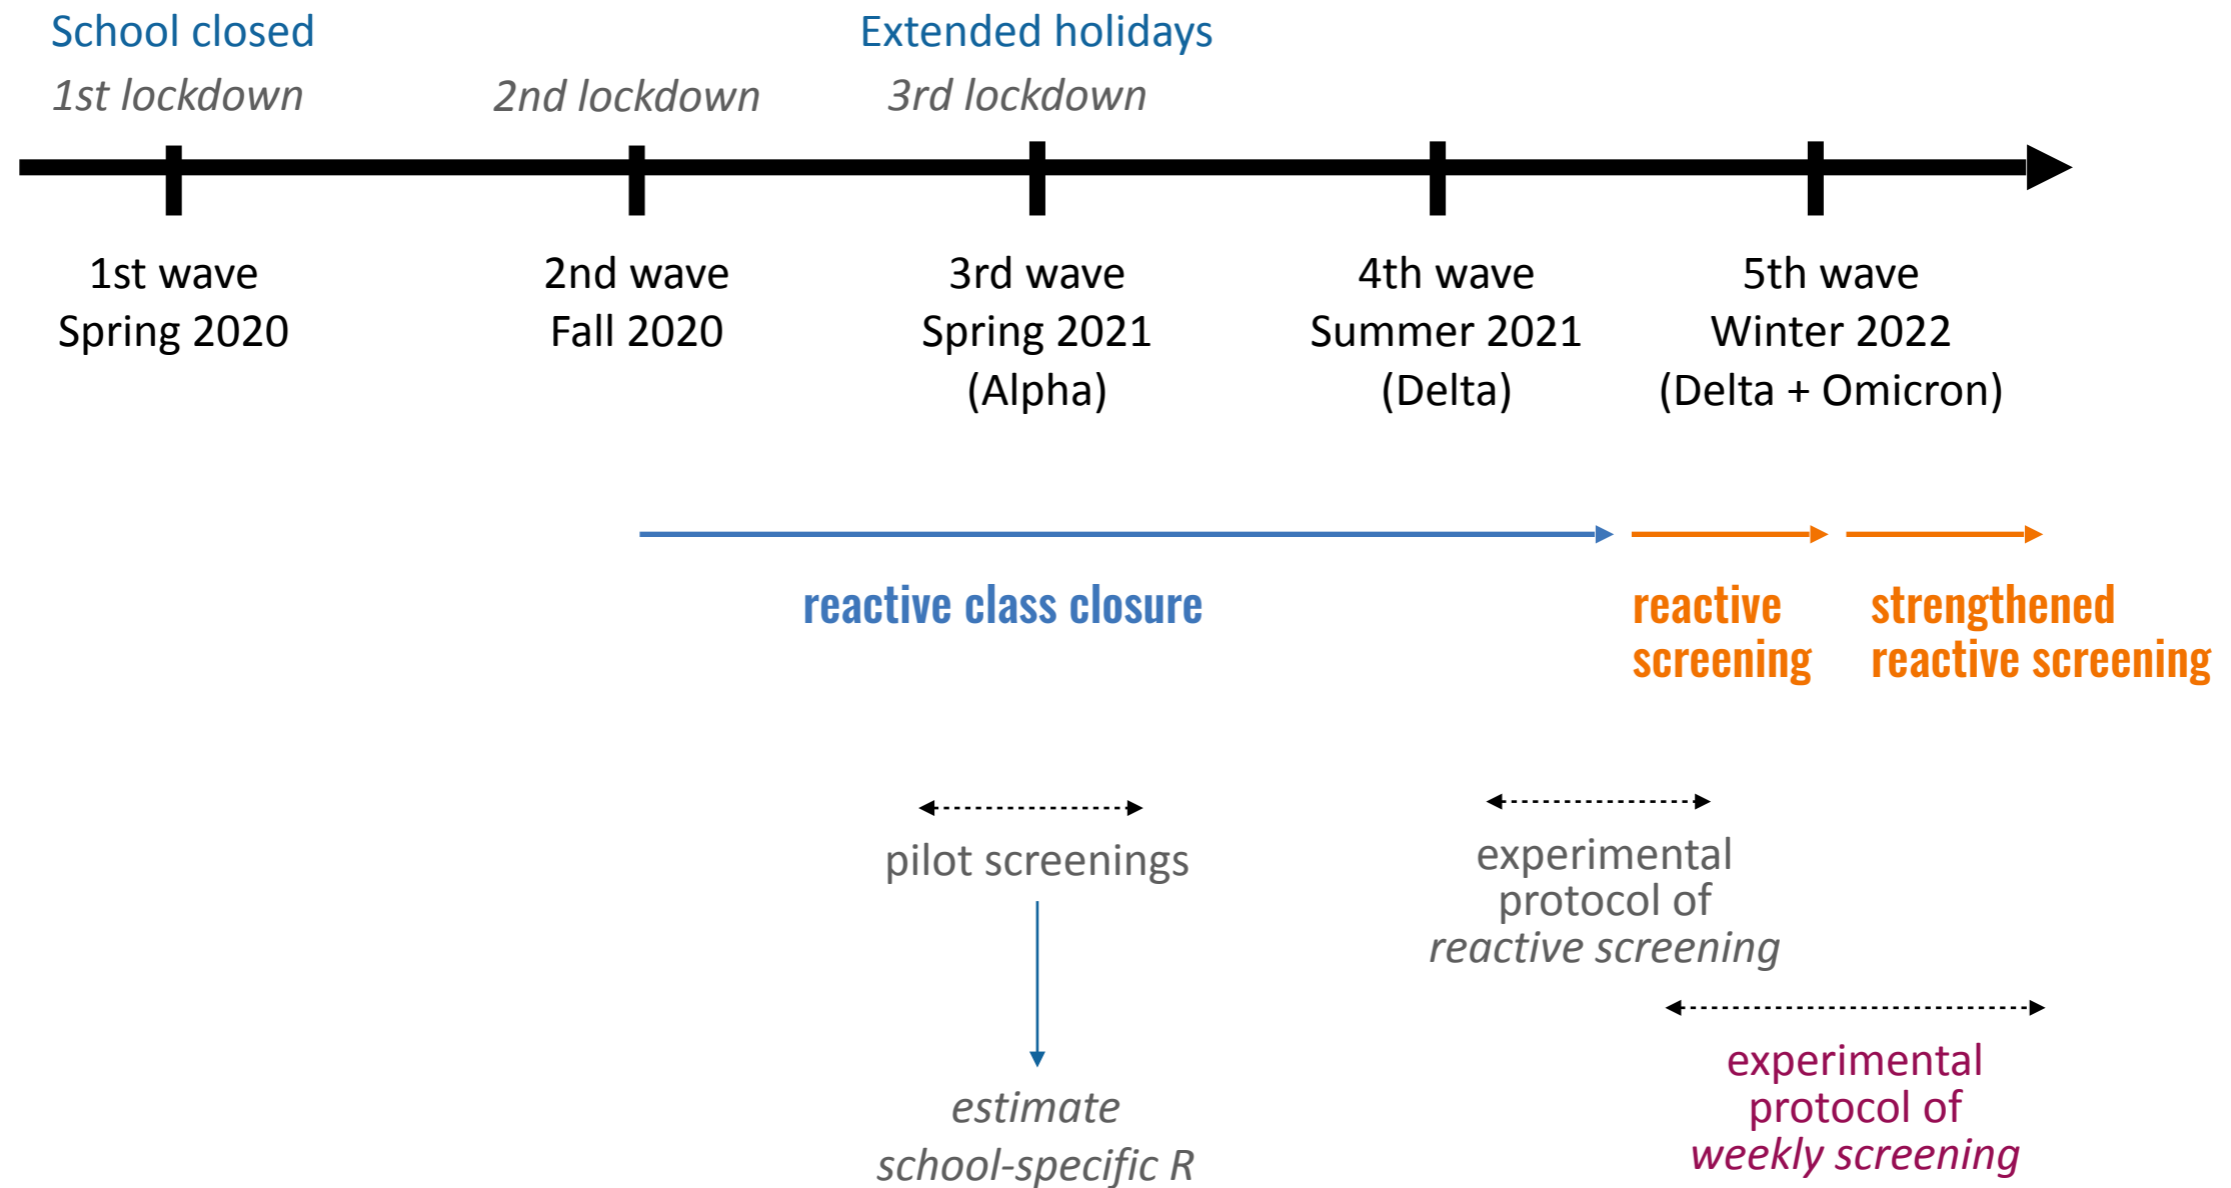 School closed
1st lockdown
2nd lockdown
Extended holidays
3rd lockdown
1st wave
Spring 2020
2nd wave
Fall 2020
3rd wave
Spring 2021
(Alpha)
4th wave
Summer 2021
(Delta)
5th wave
Winter 2022
(Delta + Omicron)
reactive class closure
reactive
screening
strengthened
reactive screening
pilot screenings
estimate
school-specific R
experimental
protocol of
reactive screening
experimental
protocol of
weekly screening